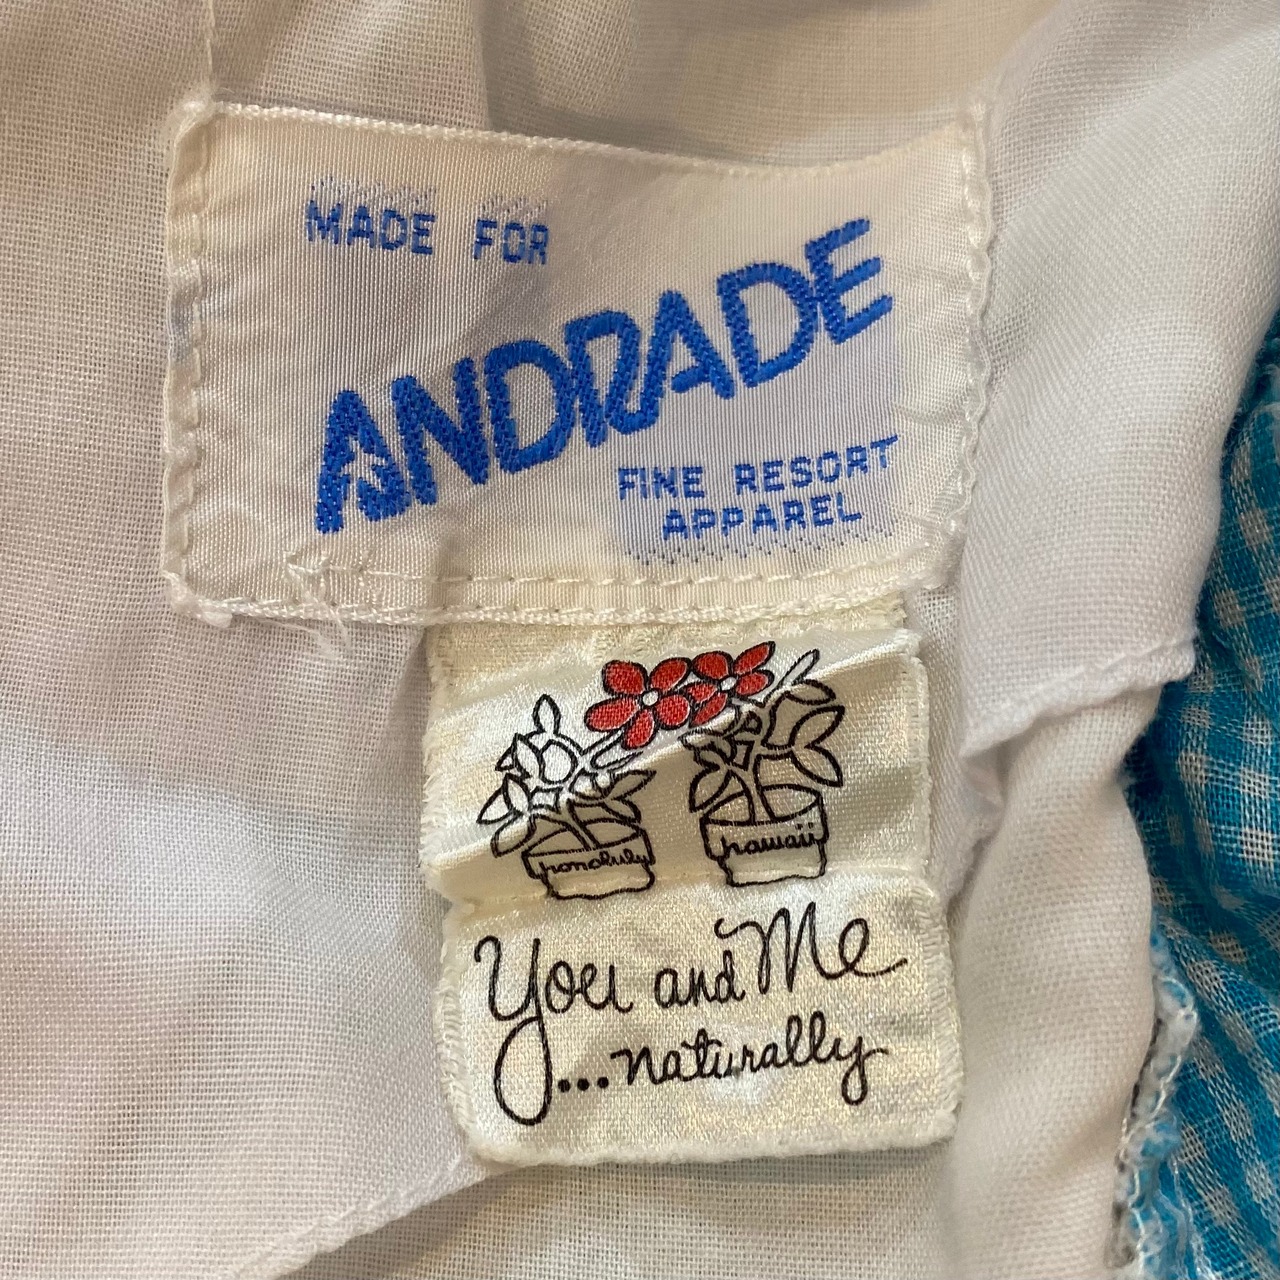 MADE FOR
ANDRADE
FINE RESORT
APPAREL
honolulu
hawaii
You and Me
...naturally